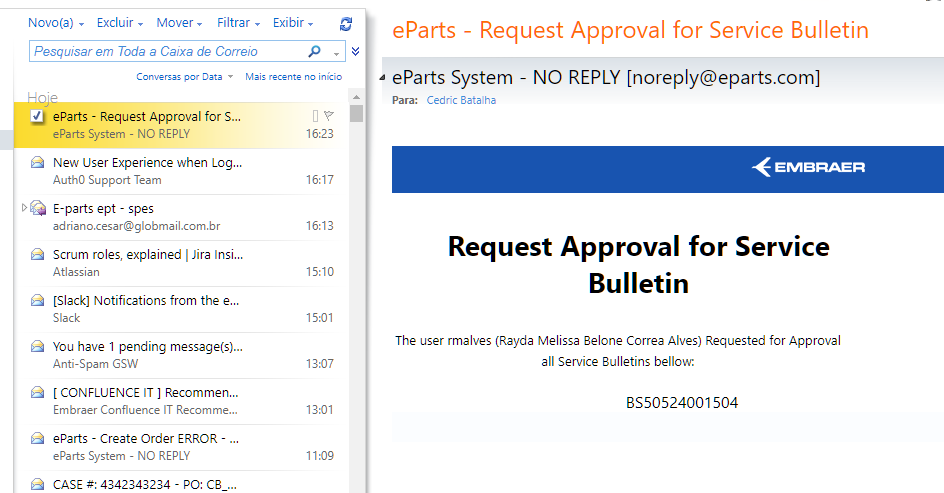 Novo(a) Excluir Mover Filtrar Exibir
Pesquisar em Toda a Caixa de Correio
Conversas por Data Mais recente no início
Hoje
eParts - Request Approval for S...
eParts System - NO REPLY 16:23
New User Experience when Log...
Auth0 Support Team 16:17
E-parts ept - spes
adriano.cesar@globmail.com.br 16:13
Scrum roles, explained | Jira Insi...
Atlassian 15:10
[Slack] Notifications from the e...
Slack 15:01
You have 1 pending message(s)...
Anti-Spam GSW 13:07
[ CONFLUENCE IT ] Recommen...
Embraer Confluence IT Recomme... 13:01
eParts - Create Order ERROR - ...
eParts System - NO REPLY 11:09
CASE #: 4342343234 - PO: CB_...
eParts - Request Approval for Service Bulletin
eParts System - NO REPLY [noreply@eparts.com]
Para: Cedric Batalha
EMBRAER
Request Approval for Service
Bulletin
The user rmalves (Rayda Melissa Belone Correa Alves) Requested for Approval
all Service Bulletins bellow:
BS50524001504